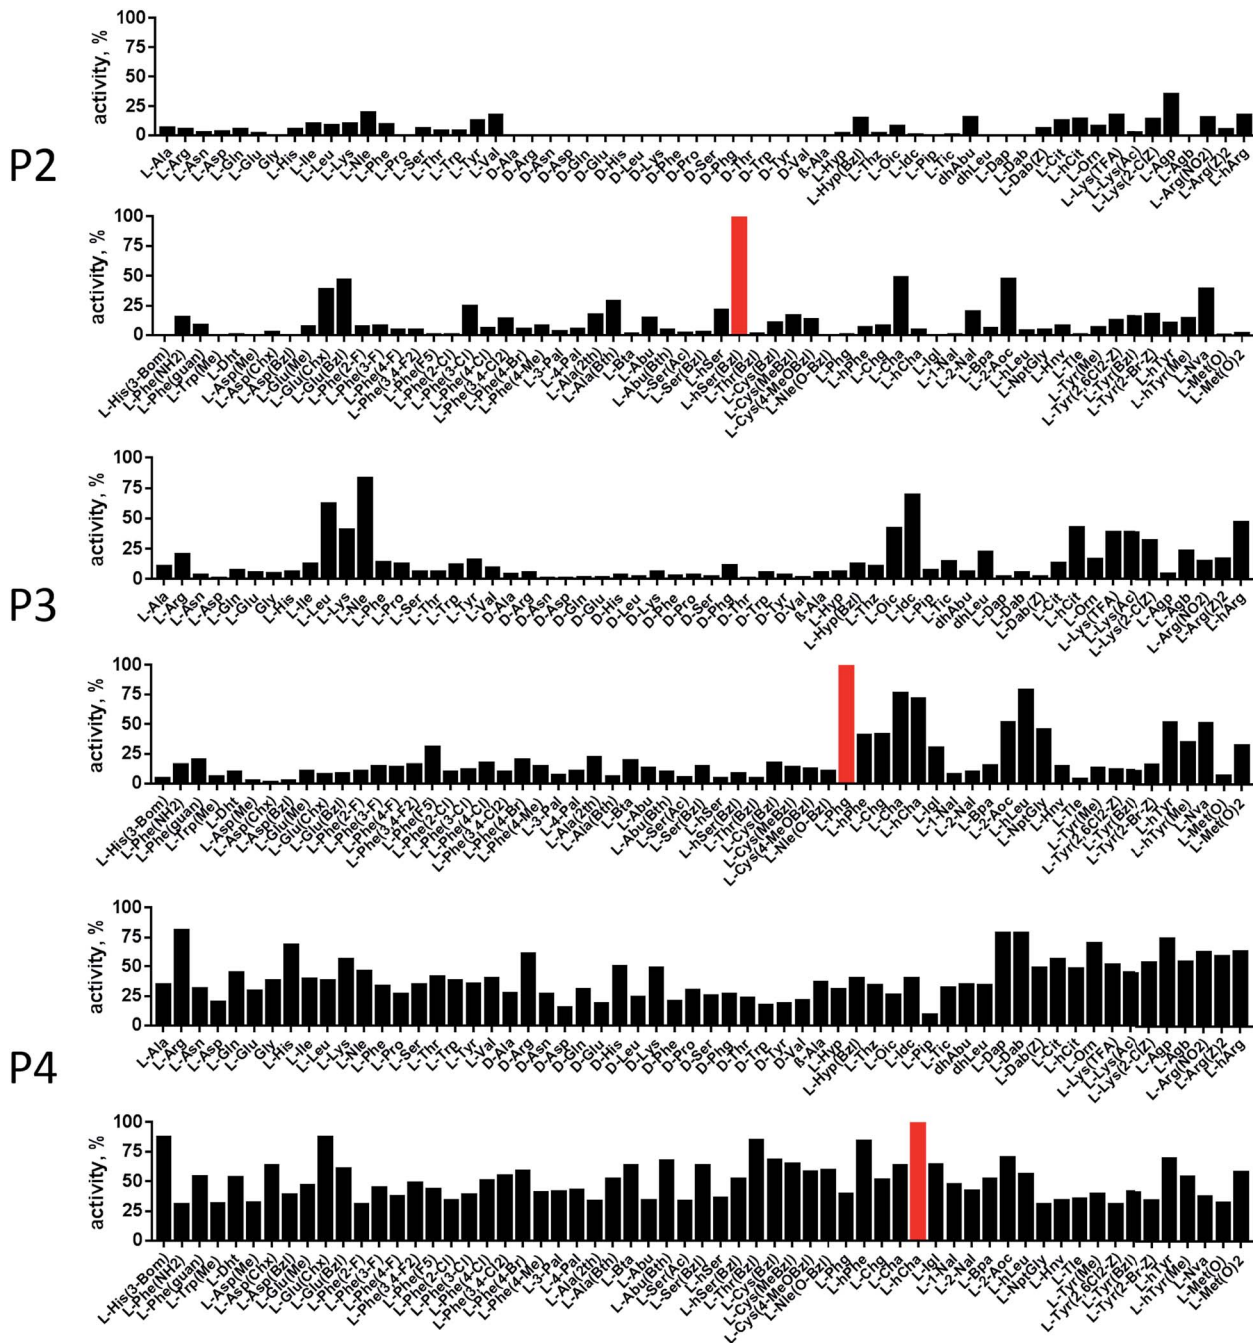 P2
activity, %
100
75
50
25
0
L-Ala L-Arg L-Asn L-Asp L-Gln L-Glu Gly L-His L-Ile L-Leu L-Lys L-Nle L-Phe L-Pro L-Ser L-Thr L-Trp L-Tyr L-Val D-Ala D-Arg D-Asn D-Asp D-Gln D-Glu D-His D-Leu D-Lys D-Phe D-Pro D-Ser D-Phg D-Thr D-Trp D-Tyr D-Val ß-Ala L-Hyp L-Hyp(Bzl) L-Thz L-Oic L-Idc L-Pip L-Tic dhAbu dhLeu L-Dap L-Dab L-Dab(Z) L-Cit L-hCit L-Orn L-Lys(TFA) L-Lys(Ac) L-Lys(2-ClZ) L-Agp L-Agb L-Arg(NO2) L-Arg(Z)2 L-hArg
activity, %
100
75
50
25
0
L-His(3-Bom) L-Phe(NH2) L-Phe(guan) L-Trp(Me) L-Dht L-Asp(Me) L-Asp(Chx) L-Asp(Bzl) L-Glu(Me) L-Glu(Chx) L-Glu(Bzl) L-Phe(2-F) L-Phe(3-F) L-Phe(4-F) L-Phe(3.4-F2) L-Phe(F5) L-Phe(2-Cl) L-Phe(3-Cl) L-Phe(4-Cl) L-Phe(3.4-Cl2) L-Phe(4-Br) L-Phe(4-Me) L-3-Pal L-4-Pal L-Ala(2th) L-Ala(Bth) L-Bta L-Abu L-Abu(Bth) L-Ser(Ac) L-Ser(Bzl) L-hSer L-hSer(Bzl) L-Thr(Bzl) L-Cys(Bzl) L-Cys(MeBzl) L-Cys(4-MeOBzl) L-Nle(O-Bzl) L-Phg L-hPhe L-Chg L-Cha L-hCha L-Igl L-1-Nal L-2-Nal L-Bpa L-2-Aoc L-hLeu L-NptGly L-Hnv L-Tle L-Tyr(Me) L-Tyr(2.6Cl2-Z) L-Tyr(Bzl) L-Tyr(2-Br-Z) L-hTyr L-hTyr(Me) L-Nva L-Met(O) L-Met(O)2
P3
activity, %
100
75
50
25
0
L-Ala L-Arg L-Asn L-Asp L-Gln L-Glu Gly L-His L-Ile L-Leu L-Lys L-Nle L-Phe L-Pro L-Ser L-Thr L-Trp L-Tyr L-Val D-Ala D-Arg D-Asn D-Asp D-Gln D-Glu D-His D-Leu D-Lys D-Phe D-Pro D-Ser D-Phg D-Thr D-Trp D-Tyr D-Val ß-Ala L-Hyp L-Hyp(Bzl) L-Thz L-Oic L-Idc L-Pip L-Tic dhAbu dhLeu L-Dap L-Dab L-Dab(Z) L-Cit L-hCit L-Orn L-Lys(TFA) L-Lys(Ac) L-Lys(2-ClZ) L-Agp L-Agb L-Arg(NO2) L-Arg(Z)2 L-hArg
activity, %
100
75
50
25
0
L-His(3-Bom) L-Phe(NH2) L-Phe(guan) L-Trp(Me) L-Dht L-Asp(Me) L-Asp(Chx) L-Asp(Bzl) L-Glu(Me) L-Glu(Chx) L-Glu(Bzl) L-Phe(2-F) L-Phe(3-F) L-Phe(4-F) L-Phe(3.4-F2) L-Phe(F5) L-Phe(2-Cl) L-Phe(3-Cl) L-Phe(4-Cl) L-Phe(3.4-Cl2) L-Phe(4-Br) L-Phe(4-Me) L-3-Pal L-4-Pal L-Ala(2th) L-Ala(Bth) L-Bta L-Abu L-Abu(Bth) L-Ser(Ac) L-Ser(Bzl) L-hSer L-hSer(Bzl) L-Thr(Bzl) L-Cys(Bzl) L-Cys(MeBzl) L-Cys(4-MeOBzl) L-Nle(O-Bzl) L-Phg L-hPhe L-Chg L-Cha L-hCha L-Igl L-1-Nal L-2-Nal L-Bpa L-2-Aoc L-hLeu L-NptGly L-Hnv L-Tle L-Tyr(Me) L-Tyr(2.6Cl2-Z) L-Tyr(Bzl) L-Tyr(2-Br-Z) L-hTyr L-hTyr(Me) L-Nva L-Met(O) L-Met(O)2
P4
activity, %
100
75
50
25
0
L-Ala L-Arg L-Asn L-Asp L-Gln L-Glu Gly L-His L-Ile L-Leu L-Lys L-Nle L-Phe L-Pro L-Ser L-Thr L-Trp L-Tyr L-Val D-Ala D-Arg D-Asn D-Asp D-Gln D-Glu D-His D-Leu D-Lys D-Phe D-Pro D-Ser D-Phg D-Thr D-Trp D-Tyr D-Val ß-Ala L-Hyp L-Hyp(Bzl) L-Thz L-Oic L-Idc L-Pip L-Tic dhAbu dhLeu L-Dap L-Dab L-Dab(Z) L-Cit L-hCit L-Orn L-Lys(TFA) L-Lys(Ac) L-Lys(2-ClZ) L-Agp L-Agb L-Arg(NO2) L-Arg(Z)2 L-hArg
activity, %
100
75
50
25
0
L-His(3-Bom) L-Phe(NH2) L-Phe(guan) L-Trp(Me) L-Dht L-Asp(Me) L-Asp(Chx) L-Asp(Bzl) L-Glu(Me) L-Glu(Chx) L-Glu(Bzl) L-Phe(2-F) L-Phe(3-F) L-Phe(4-F) L-Phe(3.4-F2) L-Phe(F5) L-Phe(2-Cl) L-Phe(3-Cl) L-Phe(4-Cl) L-Phe(3.4-Cl2) L-Phe(4-Br) L-Phe(4-Me) L-3-Pal L-4-Pal L-Ala(2th) L-Ala(Bth) L-Bta L-Abu L-Abu(Bth) L-Ser(Ac) L-Ser(Bzl) L-hSer L-hSer(Bzl) L-Thr(Bzl) L-Cys(Bzl) L-Cys(MeBzl) L-Cys(4-MeOBzl) L-Nle(O-Bzl) L-Phg L-hPhe L-Chg L-Cha L-hCha L-Igl L-1-Nal L-2-Nal L-Bpa L-2-Aoc L-hLeu L-NptGly L-Hnv L-Tle L-Tyr(Me) L-Tyr(2.6Cl2-Z) L-Tyr(Bzl) L-Tyr(2-Br-Z) L-hTyr L-hTyr(Me) L-Nva L-Met(O) L-Met(O)2